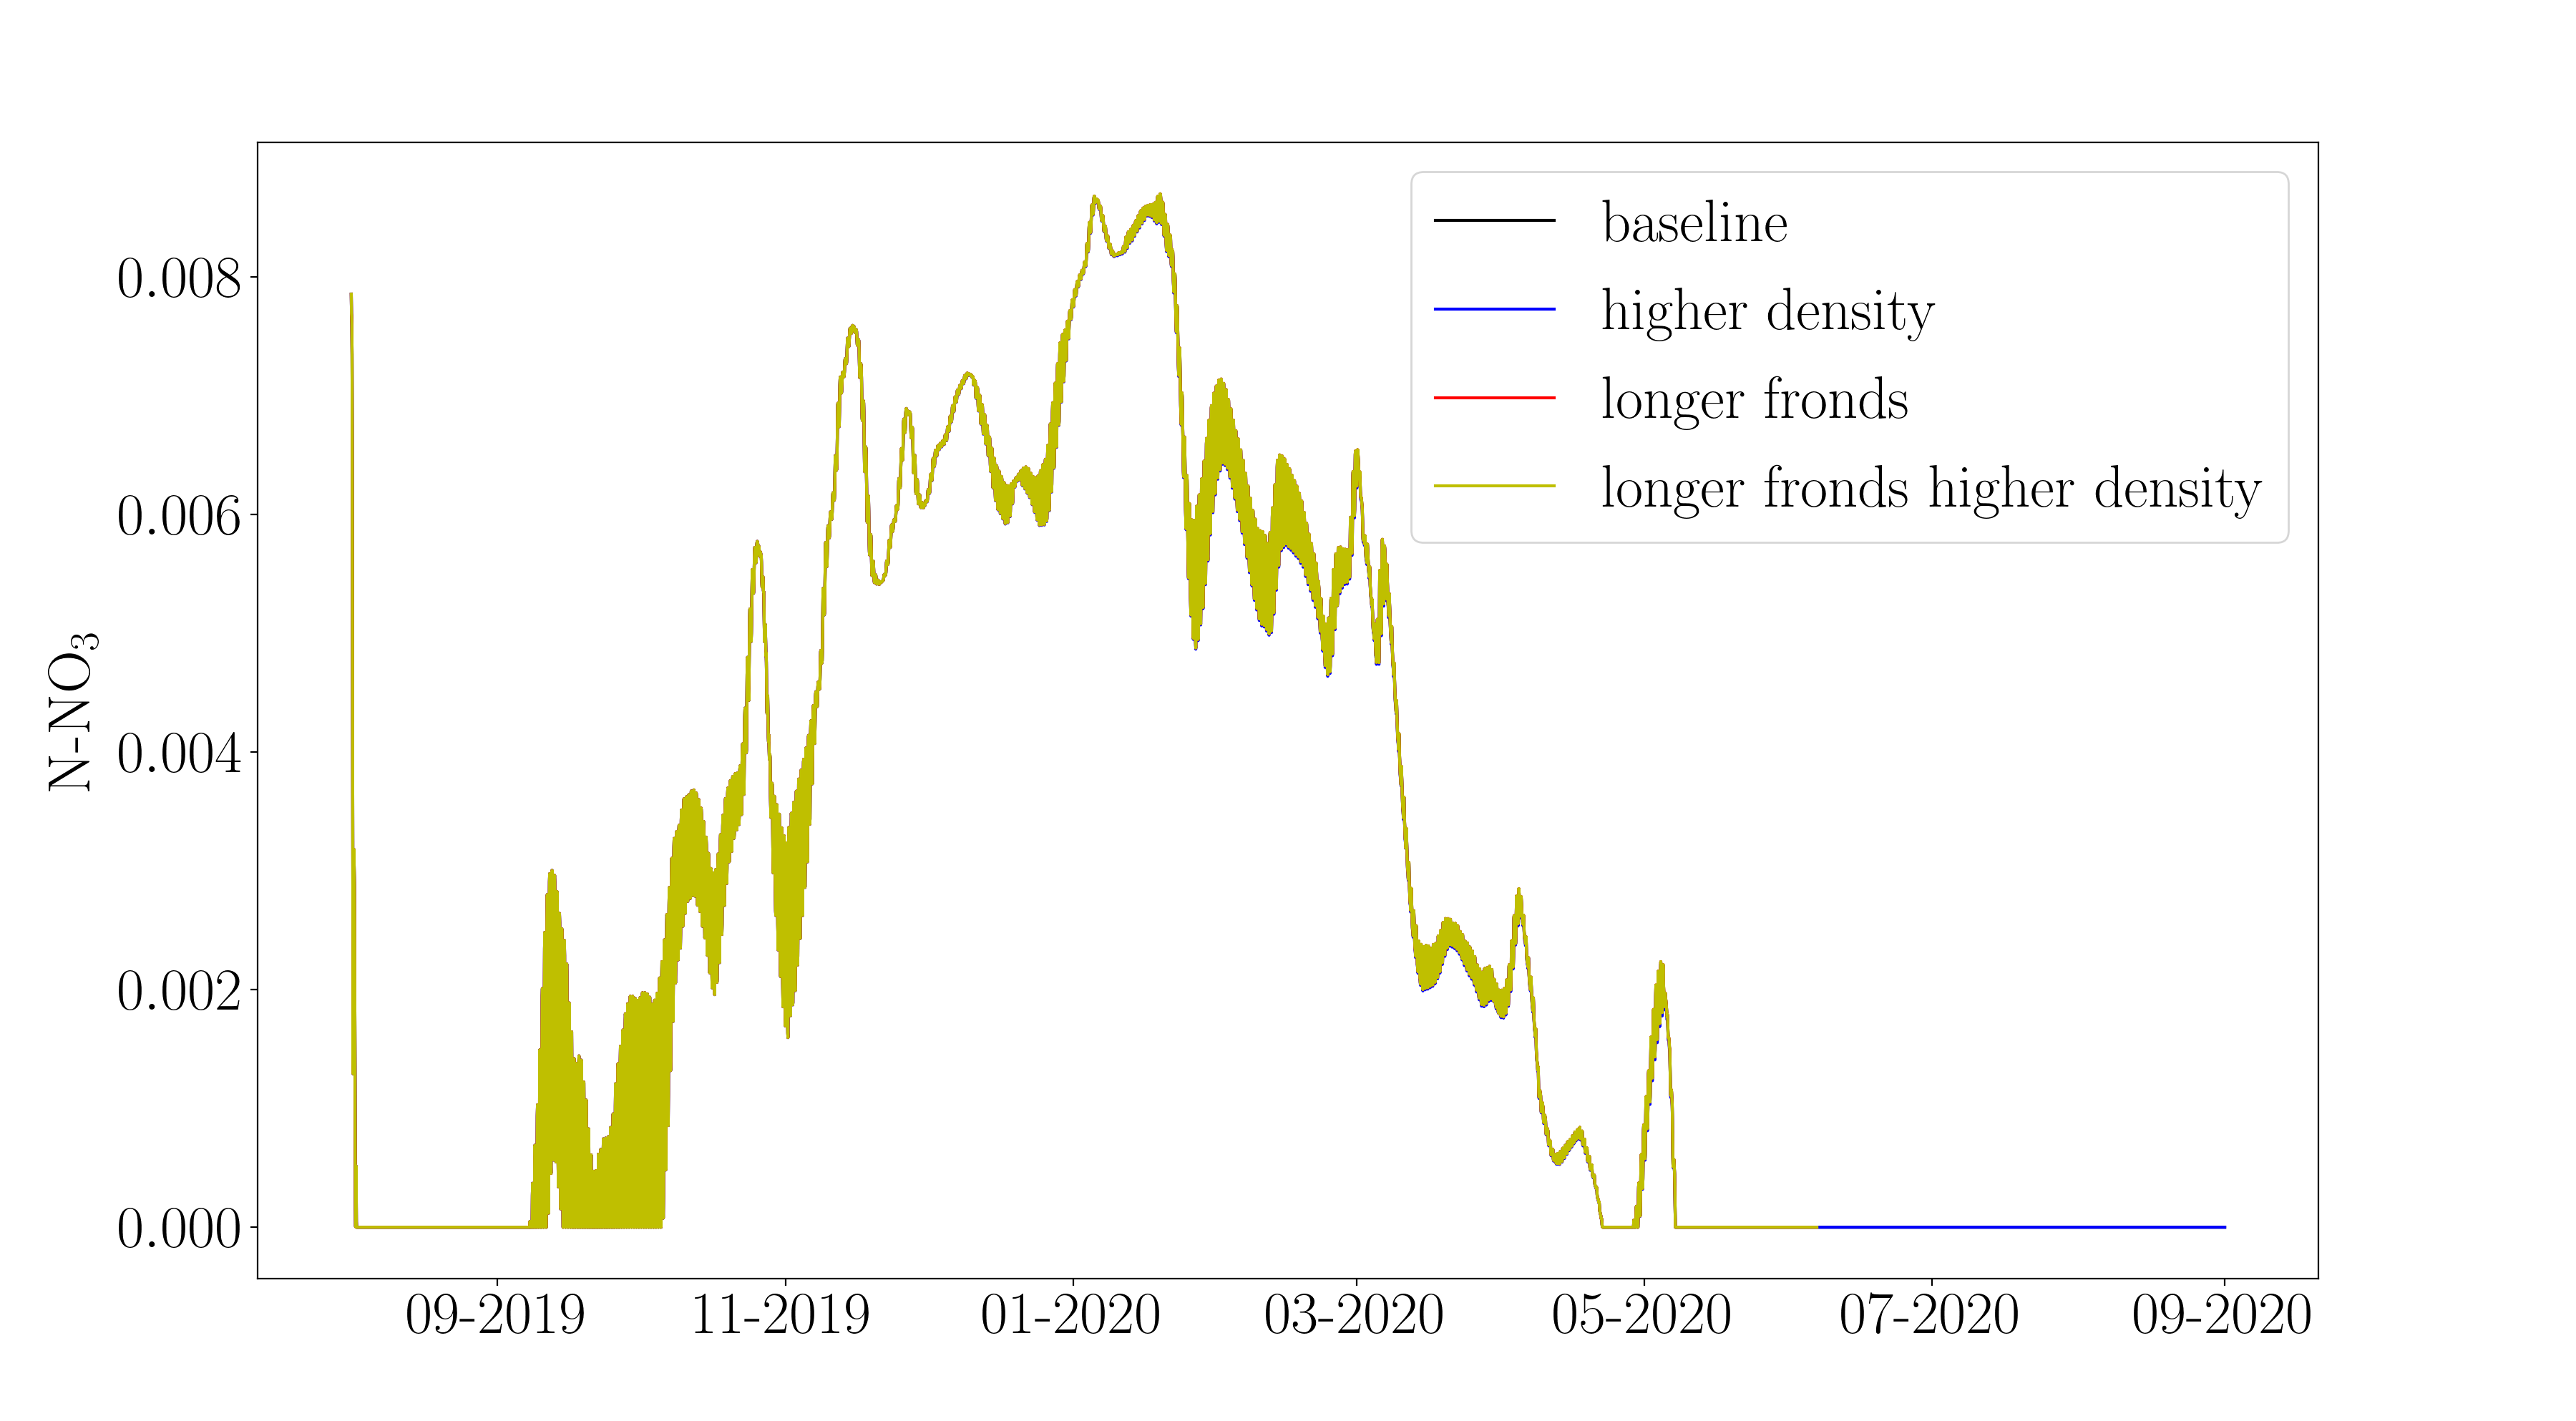 baseline
higher density
longer fronds
longer fronds higher density
N-NO₃
0.008
0.006
0.004
0.002
0.000
09-2019 11-2019 01-2020 03-2020 05-2020 07-2020 09-2020